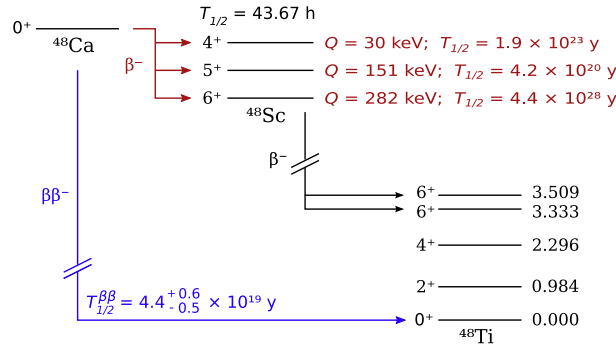 T₁/₂ = 43.67 h
0⁺
⁴⁸Ca
β⁻
4⁺ Q = 30 keV; T₁/₂ = 1.9 × 10²³ y
5⁺ Q = 151 keV; T₁/₂ = 4.2 × 10²⁰ y
6⁺ Q = 282 keV; T₁/₂ = 4.4 × 10²⁸ y
⁴⁸Sc
β⁻
ββ⁻
6⁺ 3.509
6⁺ 3.333
4⁺ 2.296
2⁺ 0.984
T₁/₂^ββ = 4.4 +0.6 -0.5 × 10¹⁹ y
0⁺ 0.000
⁴⁸Ti